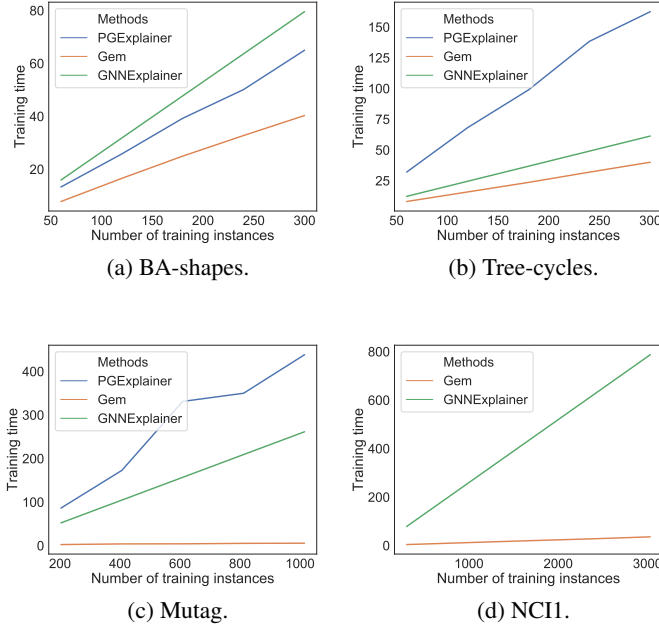 80
60
40
20
Training time
Methods
PGExplainer
Gem
GNNExplainer
50 100 150 200 250 300
Number of training instances
(a) BA-shapes.
150
125
100
75
50
25
Training time
Methods
PGExplainer
Gem
GNNExplainer
50 100 150 200 250 300
Number of training instances
(b) Tree-cycles.
400
300
200
100
0
Training time
Methods
PGExplainer
Gem
GNNExplainer
200 400 600 800 1000
Number of training instances
(c) Mutag.
800
600
400
200
0
Training time
Methods
Gem
GNNExplainer
1000 2000 3000
Number of training instances
(d) NCI1.